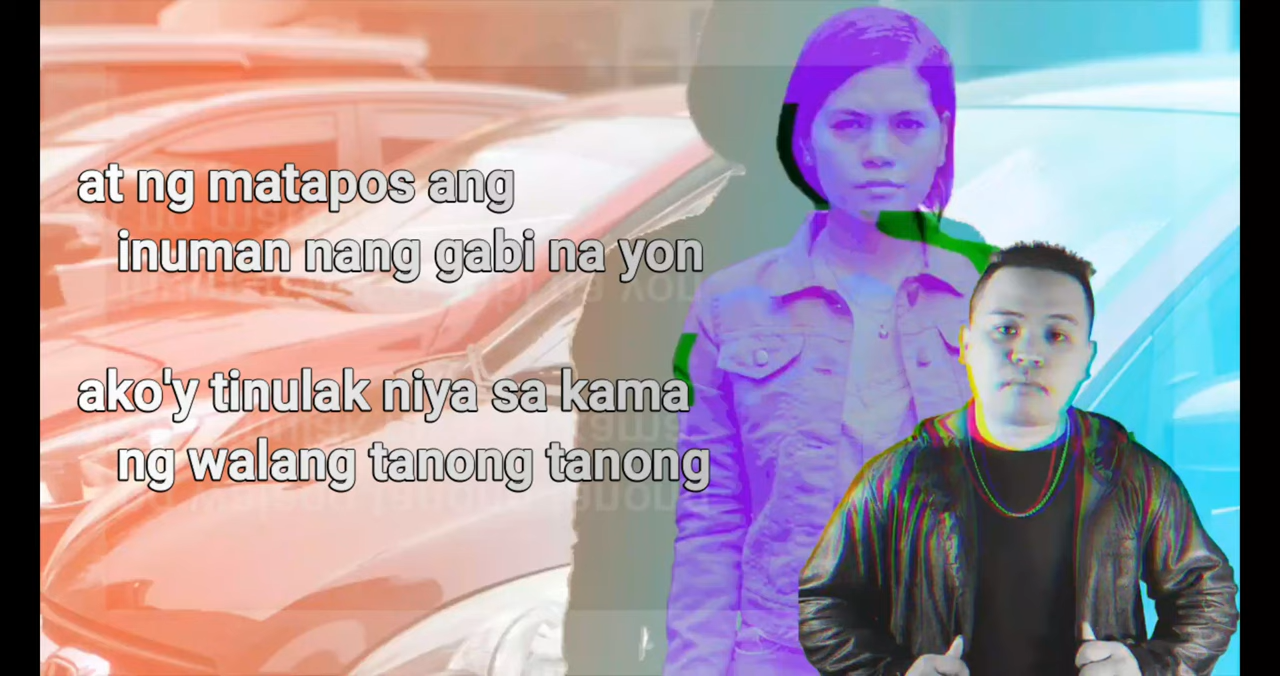 at ng matapos ang
inuman nang gabi na yon
ako'y tinulak niya sa kama
ng walang tanong tanong